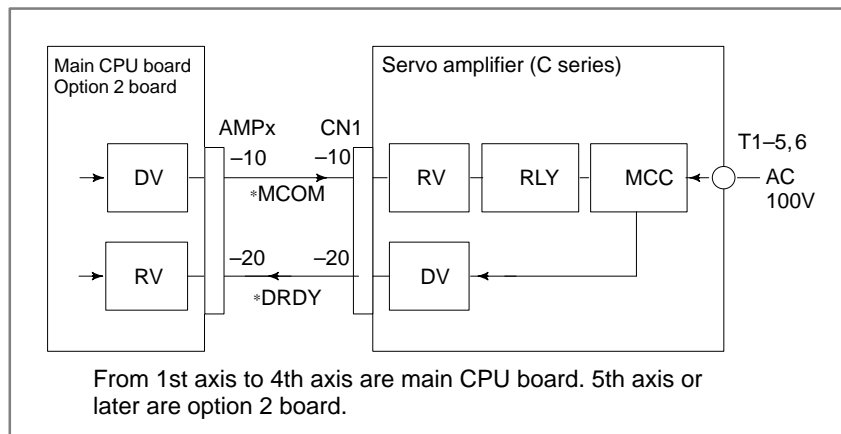 Main CPU board
Option 2 board
Servo amplifier (C series)
AMPx
CN1
T1–5, 6
DV
–10
–10
*MCOM
RV
RLY
MCC
AC
100V
RV
–20
–20
*DRDY
DV
From 1st axis to 4th axis are main CPU board. 5th axis or
later are option 2 board.